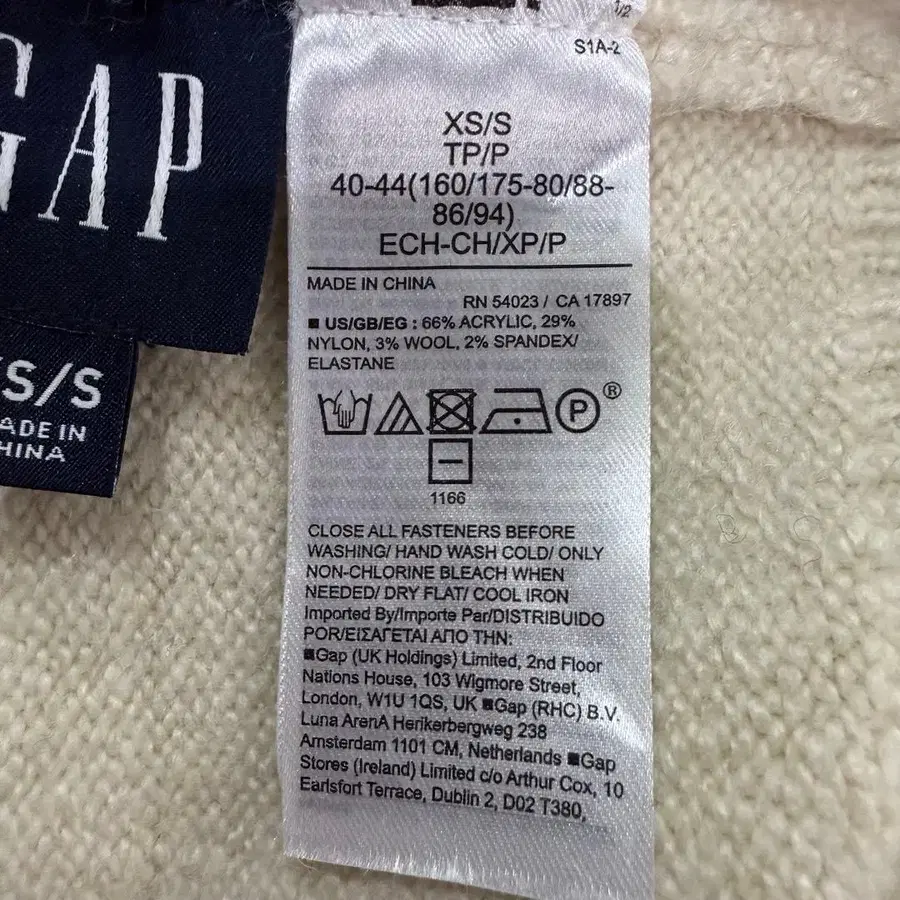 GAP
S/S
ADE IN
HINA
1/2
S1A-2
XS/S
TP/P
40-44(160/175-80/88-
86/94)
ECH-CH/XP/P
MADE IN CHINA
RN 54023 / CA 17897
■ US/GB/EG : 66% ACRYLIC, 29%
NYLON, 3% WOOL, 2% SPANDEX/
ELASTANE
P ®
1166
CLOSE ALL FASTENERS BEFORE
WASHING/ HAND WASH COLD/ ONLY
NON-CHLORINE BLEACH WHEN
NEEDED/ DRY FLAT/ COOL IRON
Imported By/Importe Par/DISTRIBUIDO
POR/ΕΙΣΑΓΕΤΑΙ ΑΠΟ ΤΗΝ:
■Gap (UK Holdings) Limited, 2nd Floor
Nations House, 103 Wigmore Street,
London, W1U 1QS, UK ■Gap (RHC) B.V.
Luna ArenA Herikerbergweg 238
Amsterdam 1101 CM, Netherlands ■Gap
Stores (Ireland) Limited c/o Arthur Cox, 10
Earlsfort Terrace, Dublin 2, D02 T380,